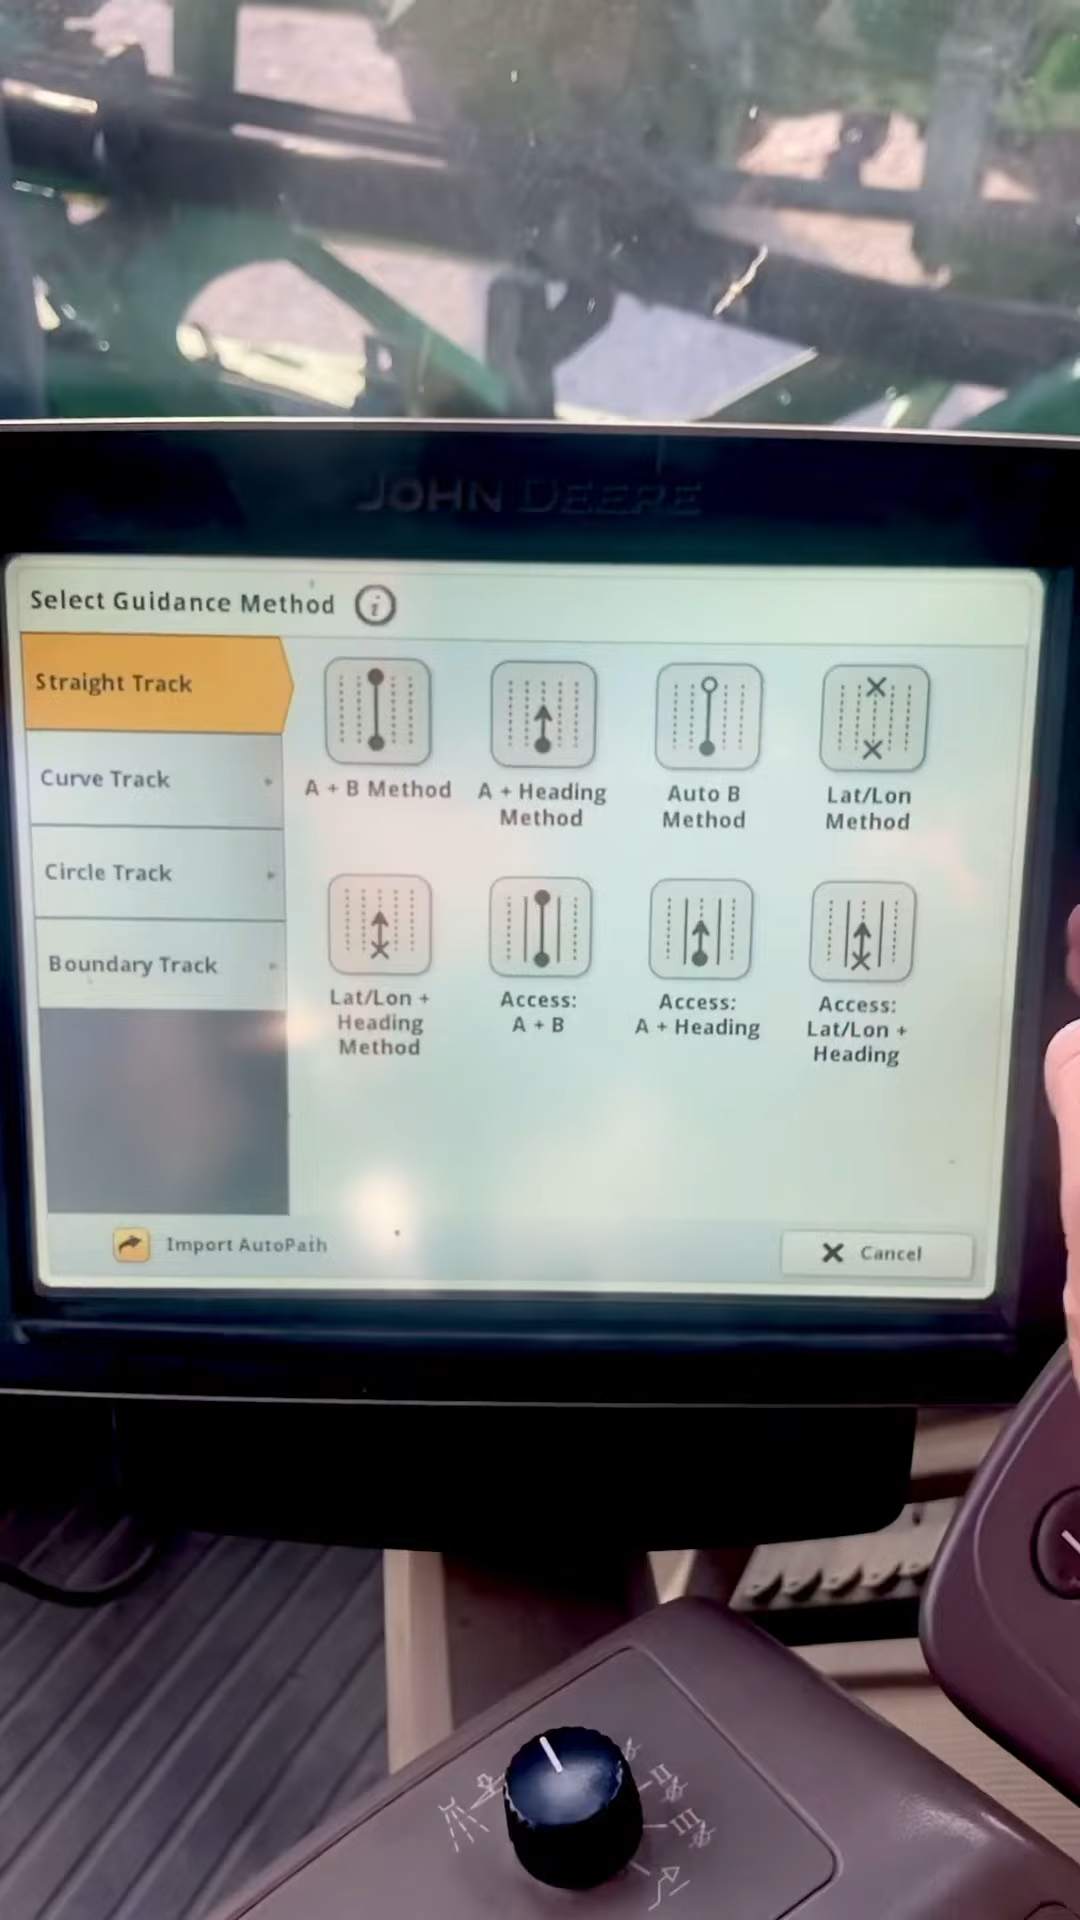 JOHN DEERE
Select Guidance Method
Straight Track
Curve Track
Circle Track
Boundary Track
A + B Method
A + Heading
Method
Auto B
Method
Lat/Lon
Method
Lat/Lon +
Heading
Method
Access:
A + B
Access:
A + Heading
Access:
Lat/Lon +
Heading
Import AutoPath
Cancel